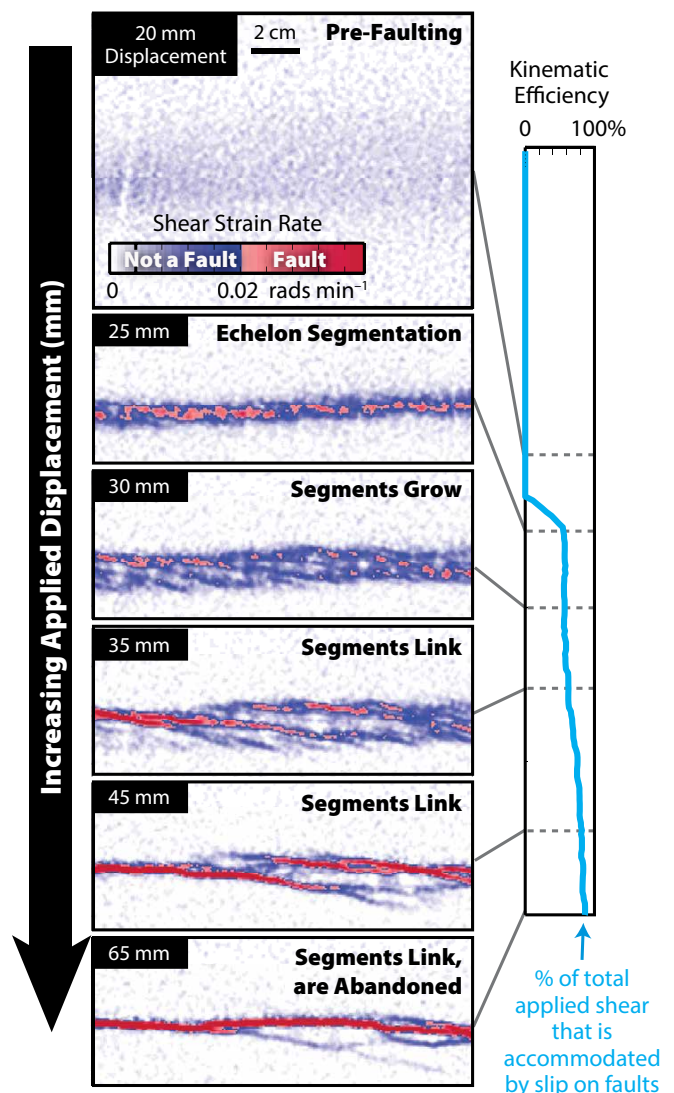 20 mm
Displacement
2 cm
Pre-Faulting
Shear Strain Rate
Not a Fault
Fault
0
0.02 rads min⁻¹
25 mm
Echelon Segmentation
30 mm
Segments Grow
35 mm
Segments Link
45 mm
Segments Link
65 mm
Segments Link,
are Abandoned
Increasing Applied Displacement (mm)
Kinematic
Efficiency
0
100%
% of total
applied shear
that is
accommodated
by slip on faults